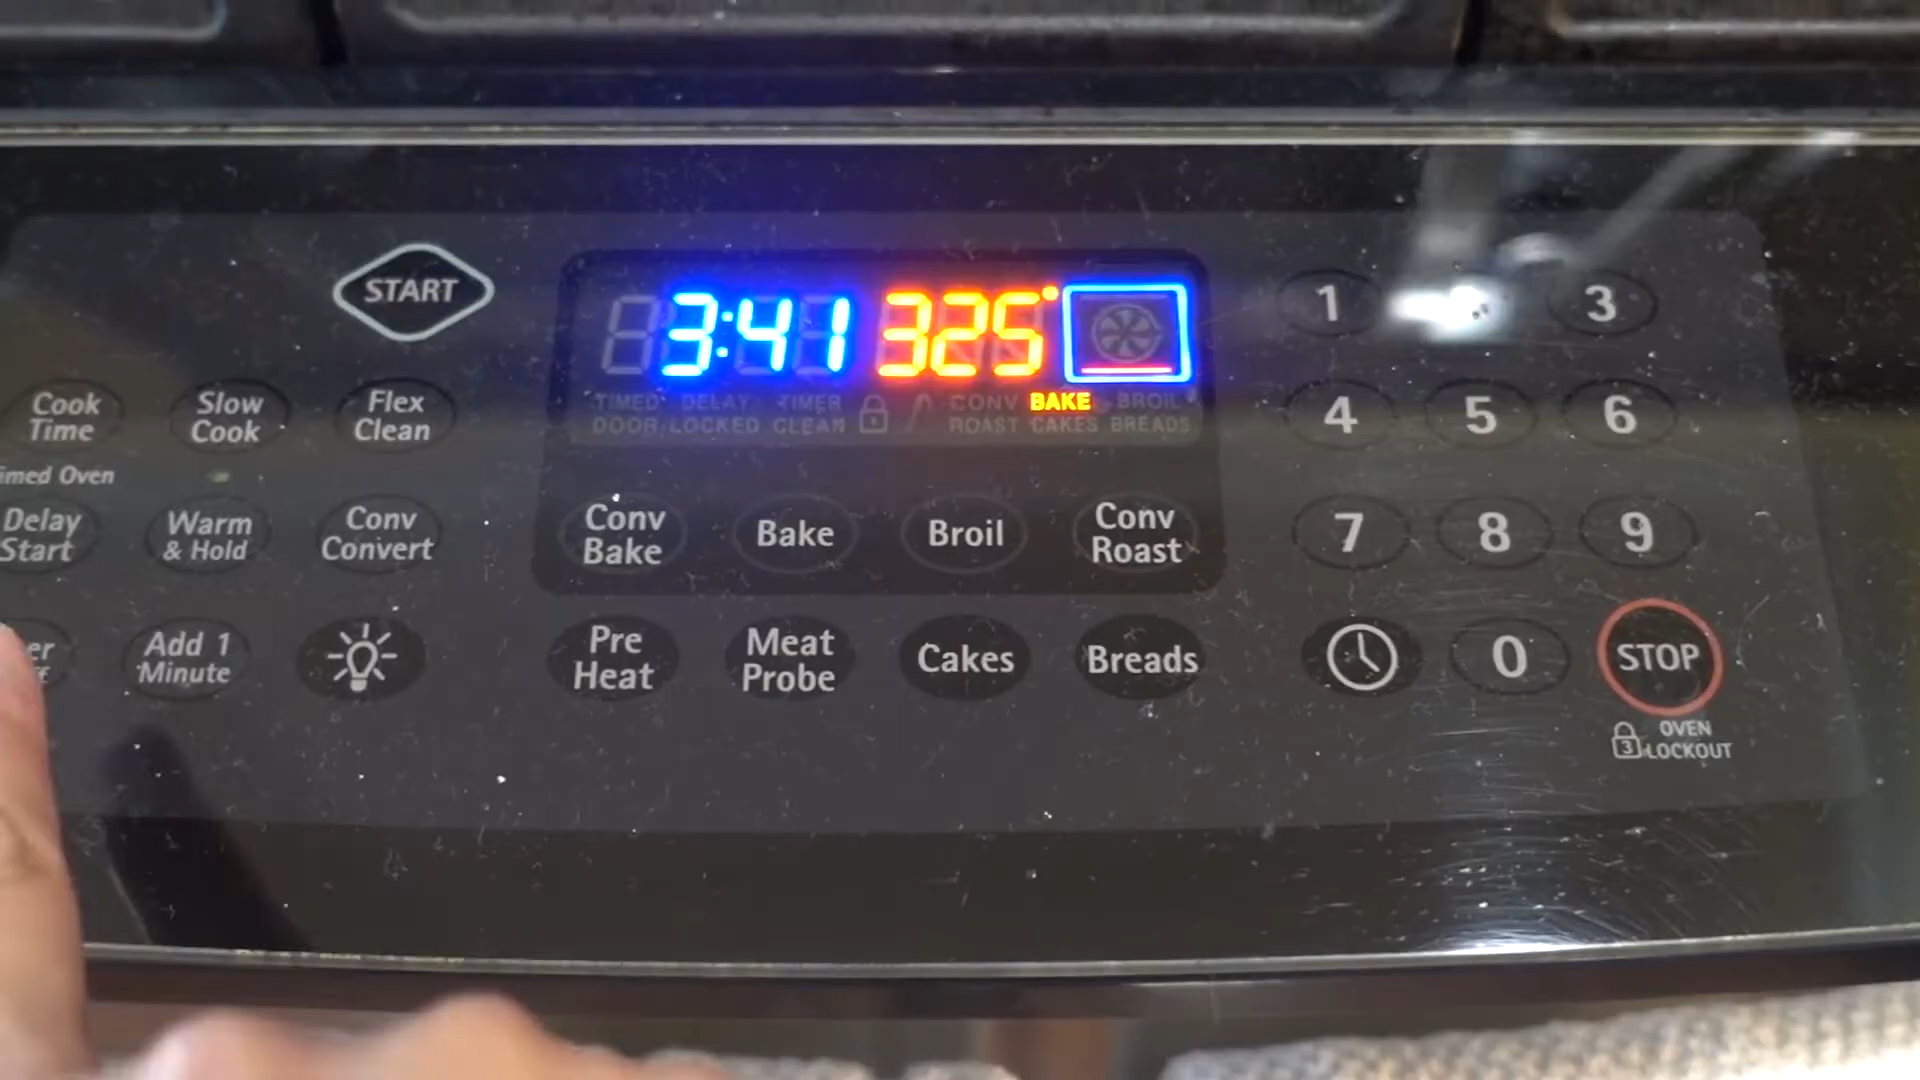 START
3:41 325°
TIMED DELAY TIMER CONV BAKE BROIL
DOOR LOCKED CLEAN ROAST CAKES BREADS
1 3
Cook
Time
Slow
Cook
Flex
Clean
4 5 6
Delay
Start
Warm
& Hold
Conv
Convert
Conv
Bake
Bake
Broil
Conv
Roast
7 8 9
Add 1
Minute
Pre
Heat
Meat
Probe
Cakes
Breads
0
STOP
3 OVEN
LOCKOUT